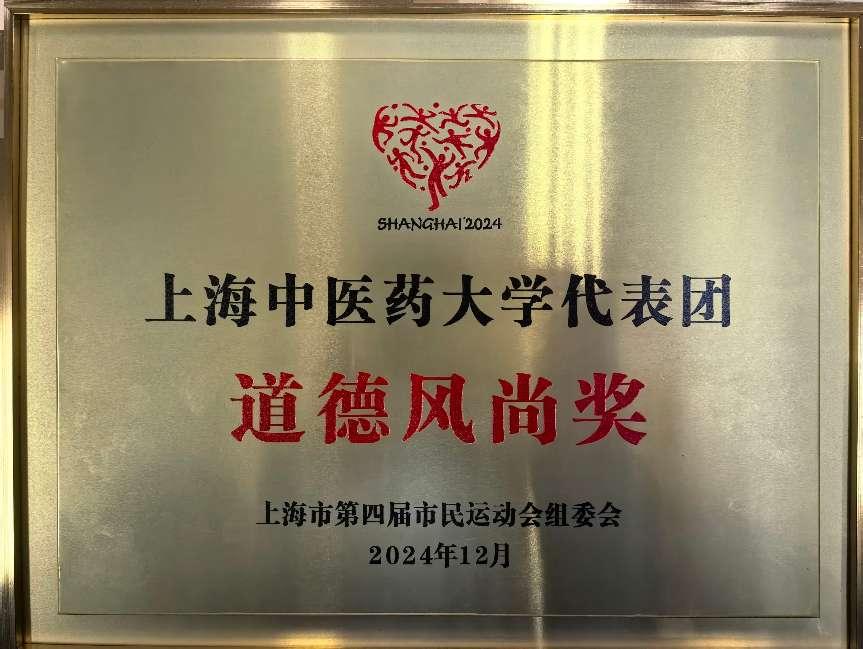 SHANGHAI'2024
上海中医药大学代表团
道德风尚奖
上海市第四届市民运动会组委会
2024年12月